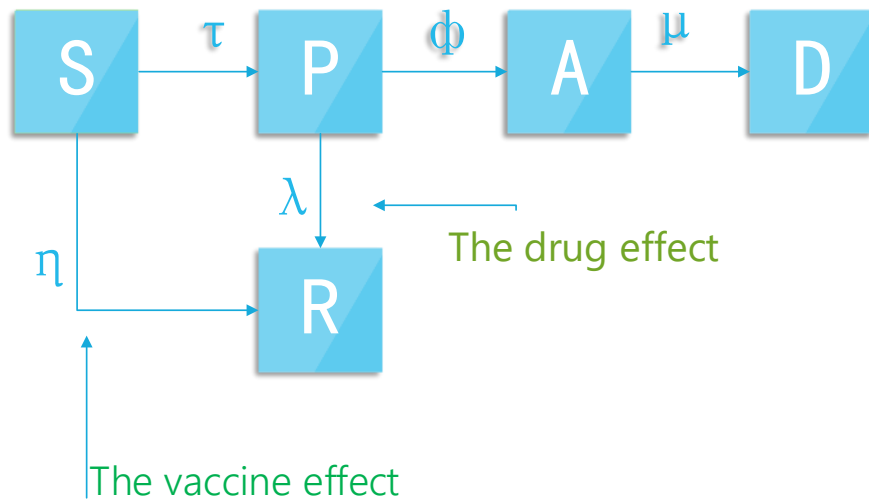 τ
ф
μ
S
P
A
D
λ
The drug effect
η
R
The vaccine effect